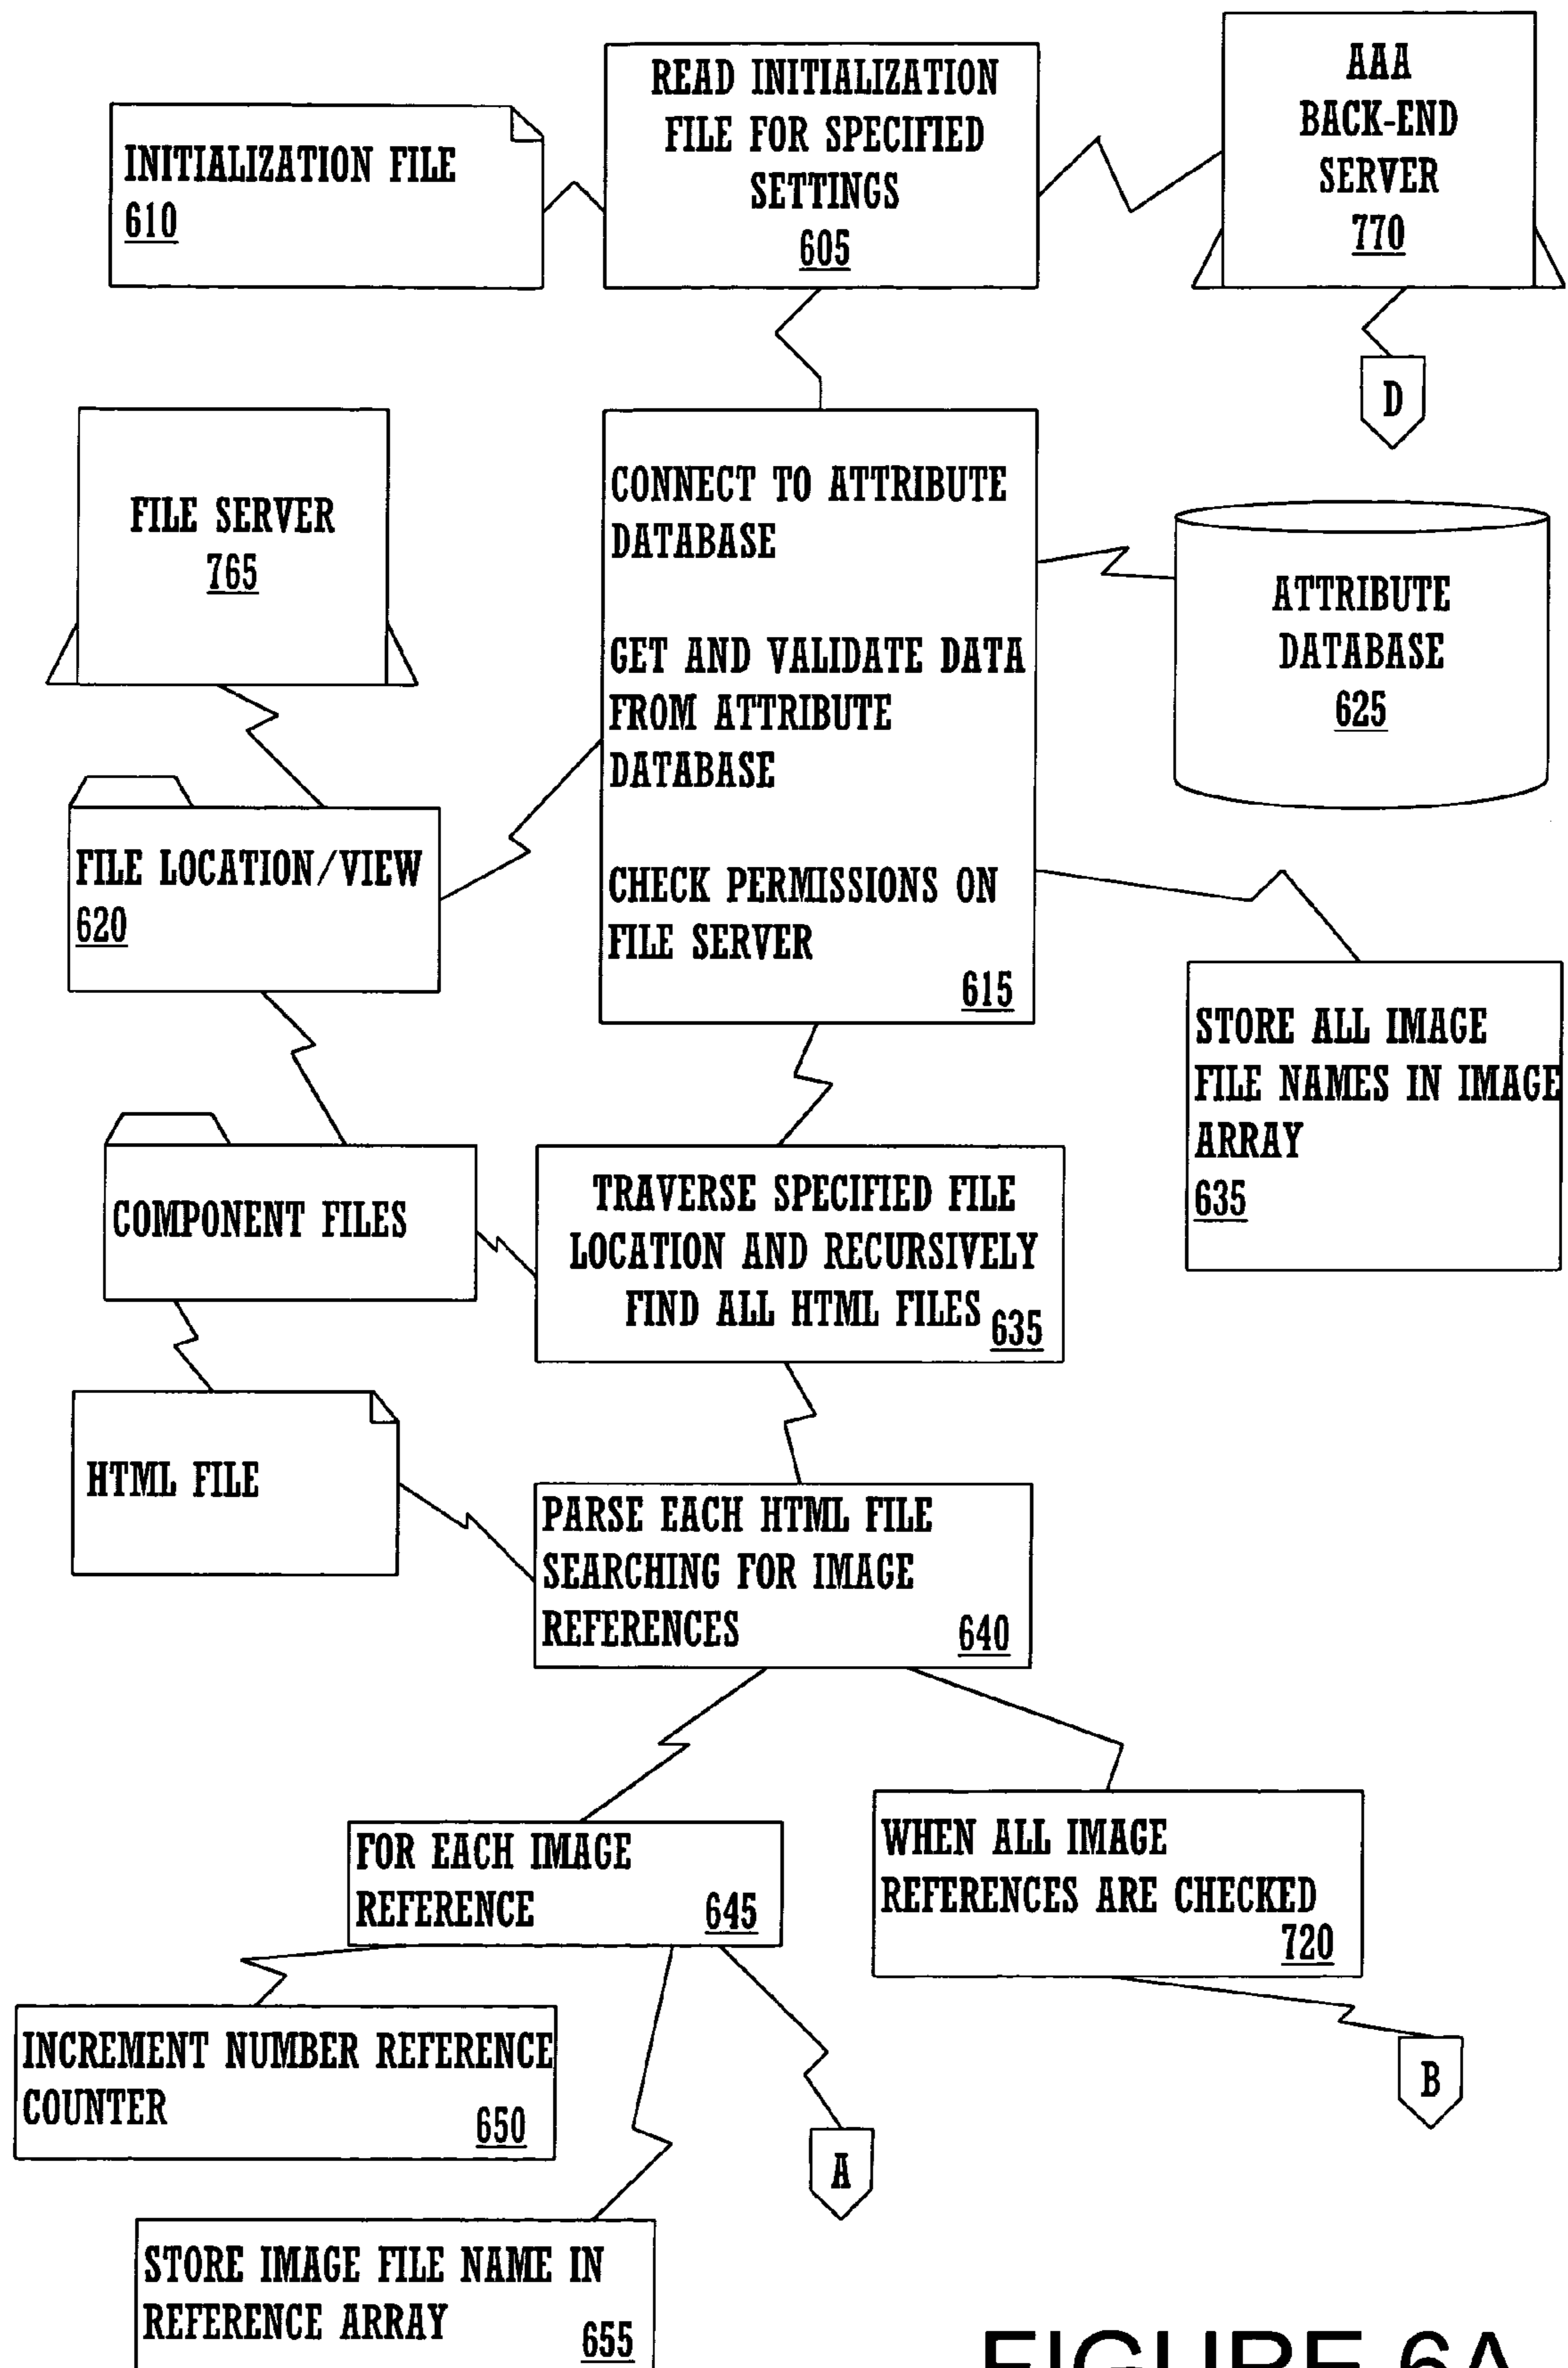 INITIALIZATION FILE
610
READ INITIALIZATION
FILE FOR SPECIFIED
SETTINGS
605
AAA
BACK-END
SERVER
770
D
FILE SERVER
765
CONNECT TO ATTRIBUTE
DATABASE
GET AND VALIDATE DATA
FROM ATTRIBUTE
DATABASE
CHECK PERMISSIONS ON
FILE SERVER
615
ATTRIBUTE
DATABASE
625
FILE LOCATION/VIEW
620
STORE ALL IMAGE
FILE NAMES IN IMAGE
ARRAY
635
COMPONENT FILES
TRAVERSE SPECIFIED FILE
LOCATION AND RECURSIVELY
FIND ALL HTML FILES
635
HTML FILE
PARSE EACH HTML FILE
SEARCHING FOR IMAGE
REFERENCES
640
FOR EACH IMAGE
REFERENCE
645
WHEN ALL IMAGE
REFERENCES ARE CHECKED
720
INCREMENT NUMBER REFERENCE
COUNTER
650
A
B
STORE IMAGE FILE NAME IN
REFERENCE ARRAY
655
FIGURE 6A